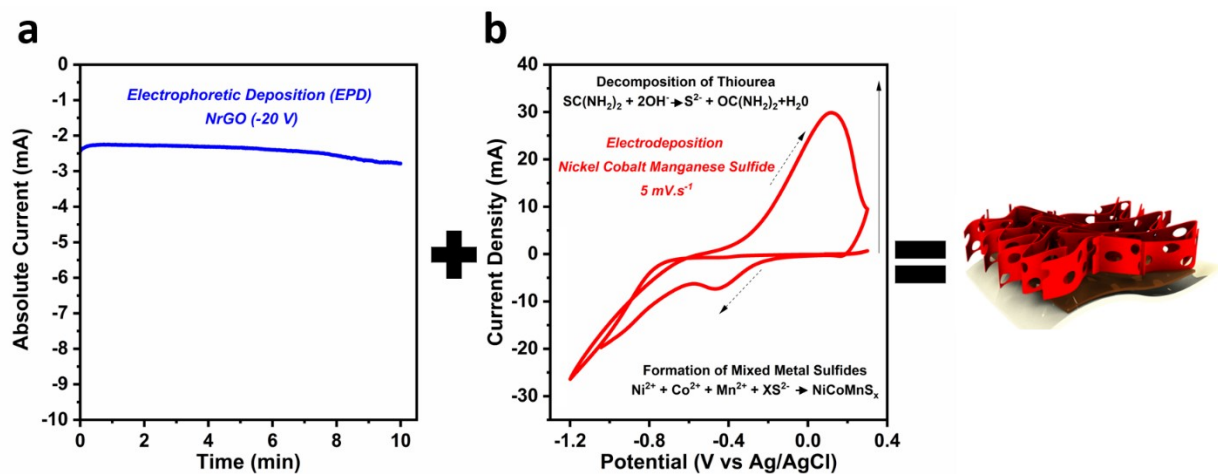 a
0
-1
-2
-3
-4
-5
-6
-7
-8
-9
-10
Absolute Current (mA)
Electrophoretic Deposition (EPD)
NrGO (-20 V)
0 2 4 6 8 10
Time (min)
b
40
30
20
10
0
10
20
-30
Current Density (mA)
Decomposition of Thiourea
SC(NH₂)₂ + 2OH⁻➔S²⁻ + OC(NH₂)₂+H₂0
Electrodeposition
Nickel Cobalt Manganese Sulfide
5 mV.s⁻¹
Formation of Mixed Metal Sulfides
Ni²⁺ + Co²⁺ + Mn²⁺ + XS²⁻ ➔ NiCoMnSₓ
-1.2 -0.8 -0.4 0.0 0.4
Potential (V vs Ag/AgCl)